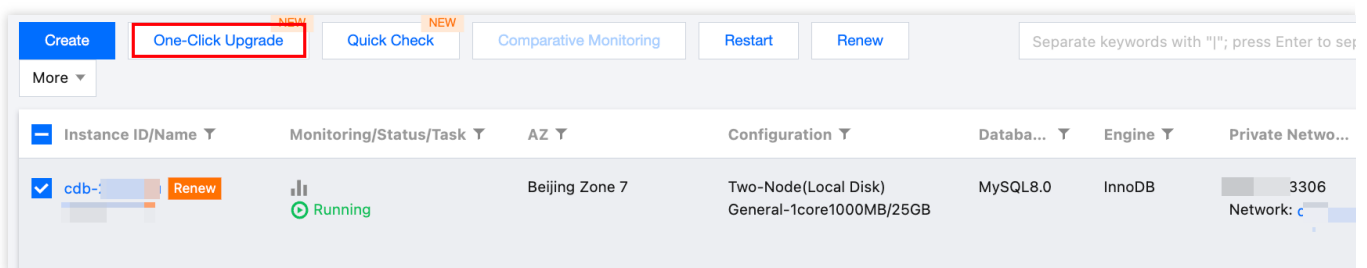 NEW
NEW
Create
One-Click Upgrade
Quick Check
Comparative Monitoring
Restart
Renew
Separate keywords with "|"; press Enter to
More
Instance ID/Name
Monitoring/Status/Task
AZ
Configuration
Databa...
Engine
Private Netwo...
cdb-
Renew
Beijing Zone 7
Two-Node(Local Disk)
MySQL8.0
InnoDB
3306
Running
General-1core1000MB/25GB
Network: